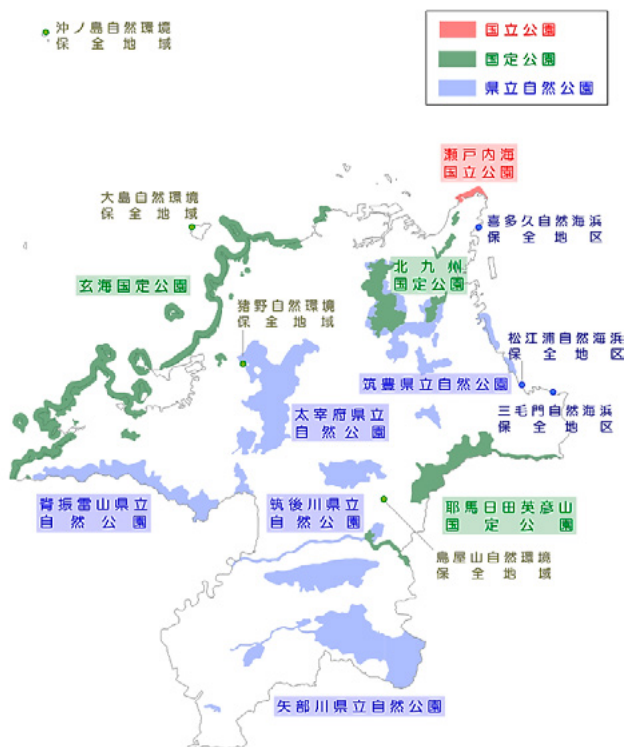 沖ノ島自然環境
保全地域
国立公園
国定公園
県立自然公園
瀬戸内海
国立公園
大島自然環境
保全地域
喜多久自然海浜
保全地区
北九州
国定公園
玄海国定公園
猪野自然環境
保全地域
松江浦自然海浜
保全地区
筑豊県立自然公園
三毛門自然海浜
保全地区
太宰府県立
自然公園
脊振雷山県立
自然公園
筑後川県立
自然公園
耶馬日田英彦山
国定公園
鳥屋山自然環境
保全地域
矢部川県立自然公園